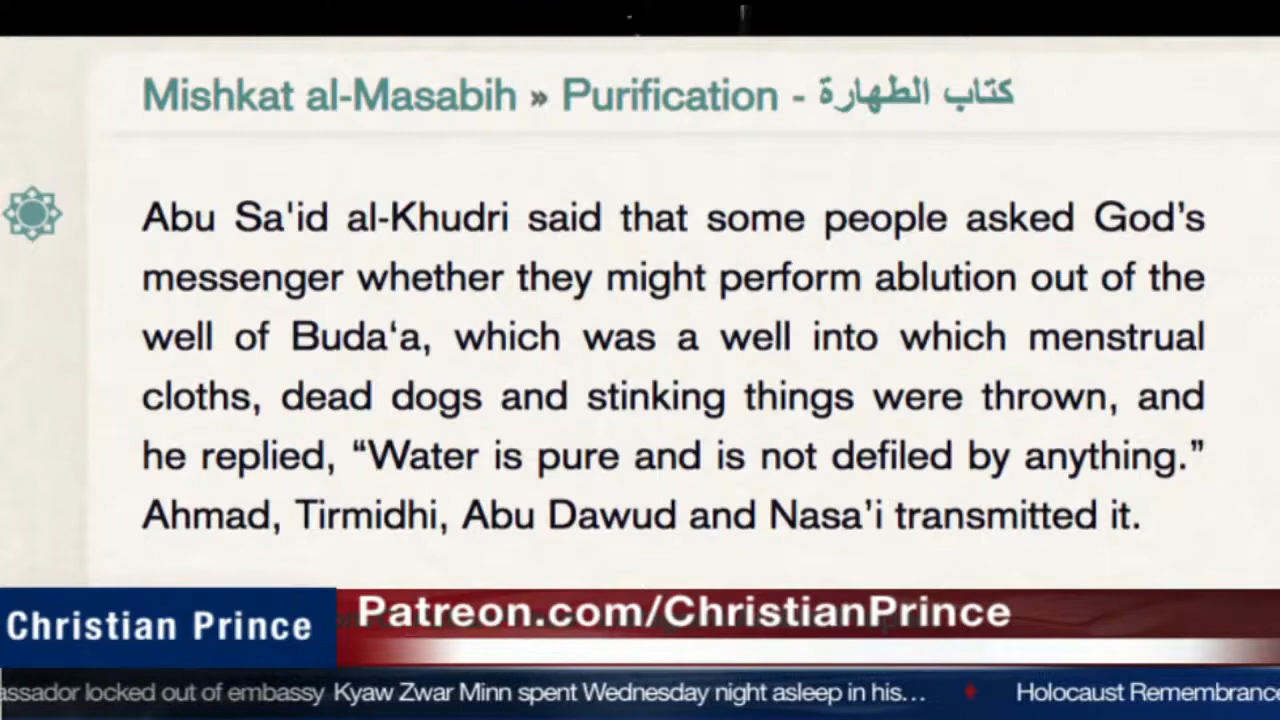 Mishkat al-Masabih » Purification - كتاب الطهارة
Abu Sa'id al-Khudri said that some people asked God’s
messenger whether they might perform ablution out of the
well of Buda‘a, which was a well into which menstrual
cloths, dead dogs and stinking things were thrown, and
he replied, “Water is pure and is not defiled by anything.”
Ahmad, Tirmidhi, Abu Dawud and Nasa’i transmitted it.
Christian Prince
Patreon.com/ChristianPrince
assador locked out of embassy Kyaw Zwar Minn spent Wednesday night asleep in his… Holocaust Remembrance